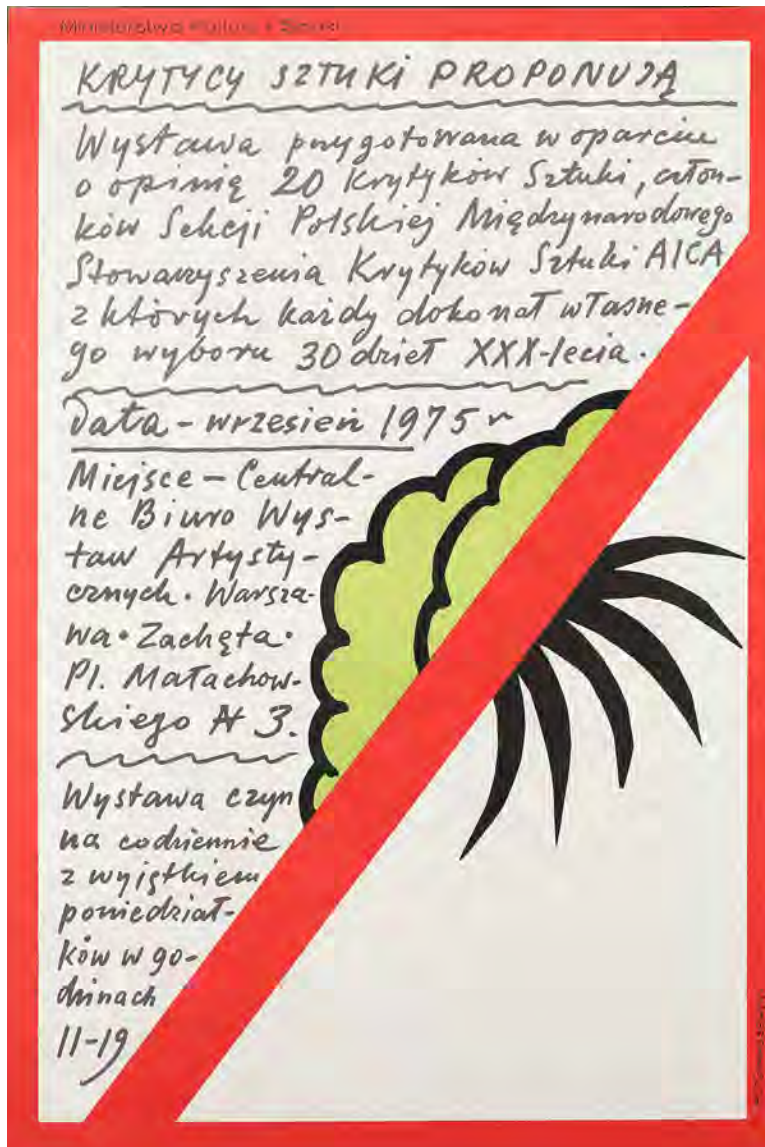 Ministerstwo Kultury i Sztuki
KRYTYCY SZTUKI PROPONUJĄ
Wystawa przygotowana w oparciu
o opinię 20 Krytyków Sztuki, człon-
ków Sekcji Polskiej Międzynarodowego
Stowarzyszenia Krytyków Sztuki AICA
z których każdy dokonał własne-
go wyboru 30 dzieł XXX-lecia.
Data - wrzesień 1975 r
Miejsce - Central-
ne Biuro Wys-
taw Artysty-
cznych. Warsza-
wa. Zachęta.
Pl. Małachow-
skiego N 3.
Wystawa czyn
na codziennie
z wyjątkiem
poniedział-
ków w go-
dzinach
11-19